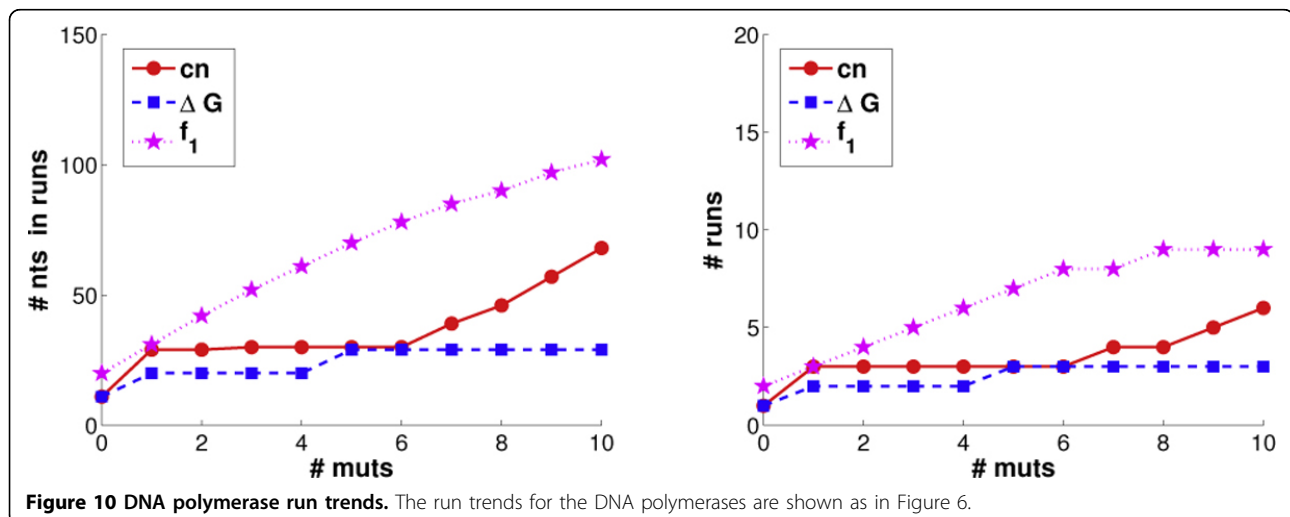 150
100
50
0
# nts in runs
cn
Δ G
f₁
0 2 4 6 8 10
# muts
20
15
10
5
0
# runs
cn
Δ G
f₁
0 2 4 6 8 10
# muts
Figure 10 DNA polymerase run trends. The run trends for the DNA polymerases are shown as in Figure 6.